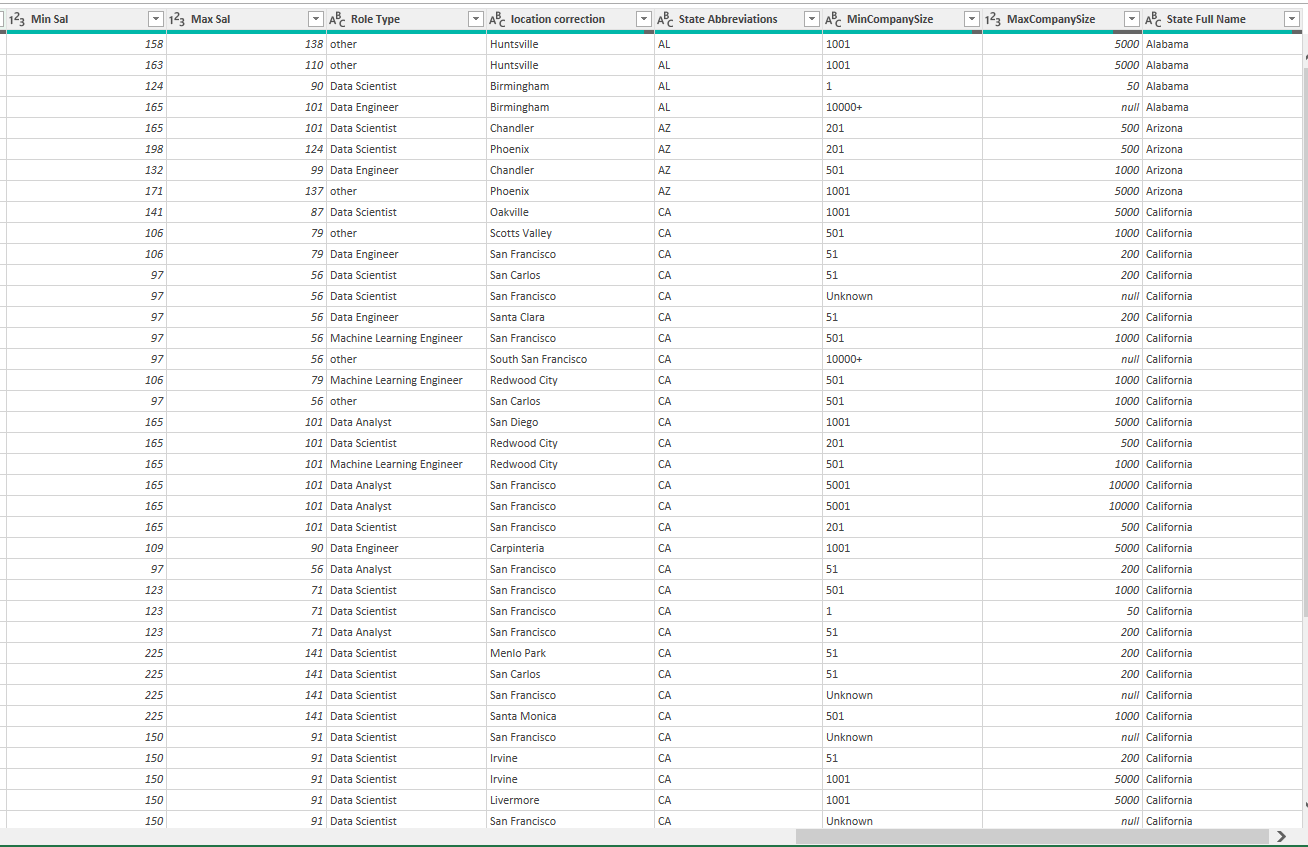 1 2 3 Min Sal 1 2 3 Max Sal A B C Role Type A B C location correction A B C State Abbreviations A B C MinCompanySize 1 2 3 MaxCompanySize A B C State Full Name
158 138 other Huntsville AL 1001 5000 Alabama
163 110 other Huntsville AL 1001 5000 Alabama
124 90 Data Scientist Birmingham AL 1 50 Alabama
165 101 Data Engineer Birmingham AL 10000+ null Alabama
165 101 Data Scientist Chandler AZ 201 500 Arizona
198 124 Data Scientist Phoenix AZ 201 500 Arizona
132 99 Data Engineer Chandler AZ 501 1000 Arizona
171 137 other Phoenix AZ 1001 5000 Arizona
141 87 Data Scientist Oakville CA 1001 5000 California
106 79 other Scotts Valley CA 501 1000 California
106 79 Data Engineer San Francisco CA 51 200 California
97 56 Data Scientist San Carlos CA 51 200 California
97 56 Data Scientist San Francisco CA Unknown null California
97 56 Data Engineer Santa Clara CA 51 200 California
97 56 Machine Learning Engineer San Francisco CA 501 1000 California
97 56 other South San Francisco CA 10000+ null California
106 79 Machine Learning Engineer Redwood City CA 501 1000 California
97 56 other San Carlos CA 501 1000 California
165 101 Data Analyst San Diego CA 1001 5000 California
165 101 Data Scientist Redwood City CA 201 500 California
165 101 Machine Learning Engineer Redwood City CA 501 1000 California
165 101 Data Analyst San Francisco CA 5001 10000 California
165 101 Data Analyst San Francisco CA 5001 10000 California
165 101 Data Scientist San Francisco CA 201 500 California
109 90 Data Engineer Carpinteria CA 1001 5000 California
97 56 Data Analyst San Francisco CA 51 200 California
123 71 Data Scientist San Francisco CA 501 1000 California
123 71 Data Scientist San Francisco CA 1 50 California
123 71 Data Analyst San Francisco CA 51 200 California
225 141 Data Scientist Menlo Park CA 51 200 California
225 141 Data Scientist San Carlos CA 51 200 California
225 141 Data Scientist San Francisco CA Unknown null California
225 141 Data Scientist Santa Monica CA 501 1000 California
150 91 Data Scientist San Francisco CA Unknown null California
150 91 Data Scientist Irvine CA 51 200 California
150 91 Data Scientist Irvine CA 1001 5000 California
150 91 Data Scientist Livermore CA 1001 5000 California
150 91 Data Scientist San Francisco CA Unknown null California